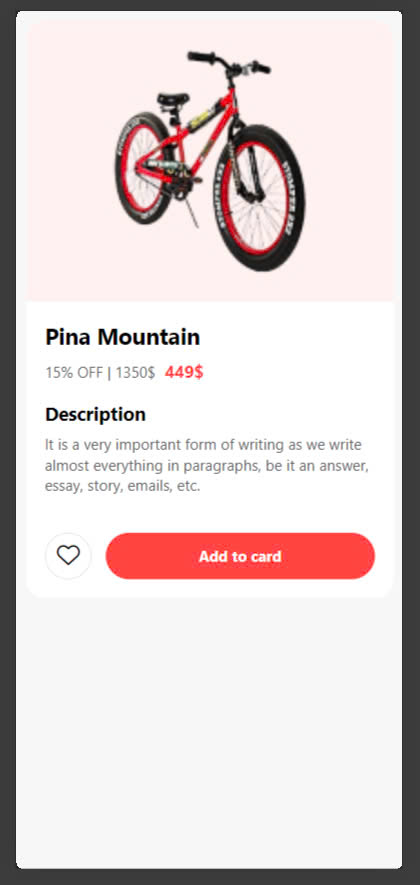 Pina Mountain
15% OFF | 1350$ 449$
Description
It is a very important form of writing as we write
almost everything in paragraphs, be it an answer,
essay, story, emails, etc.
Add to card